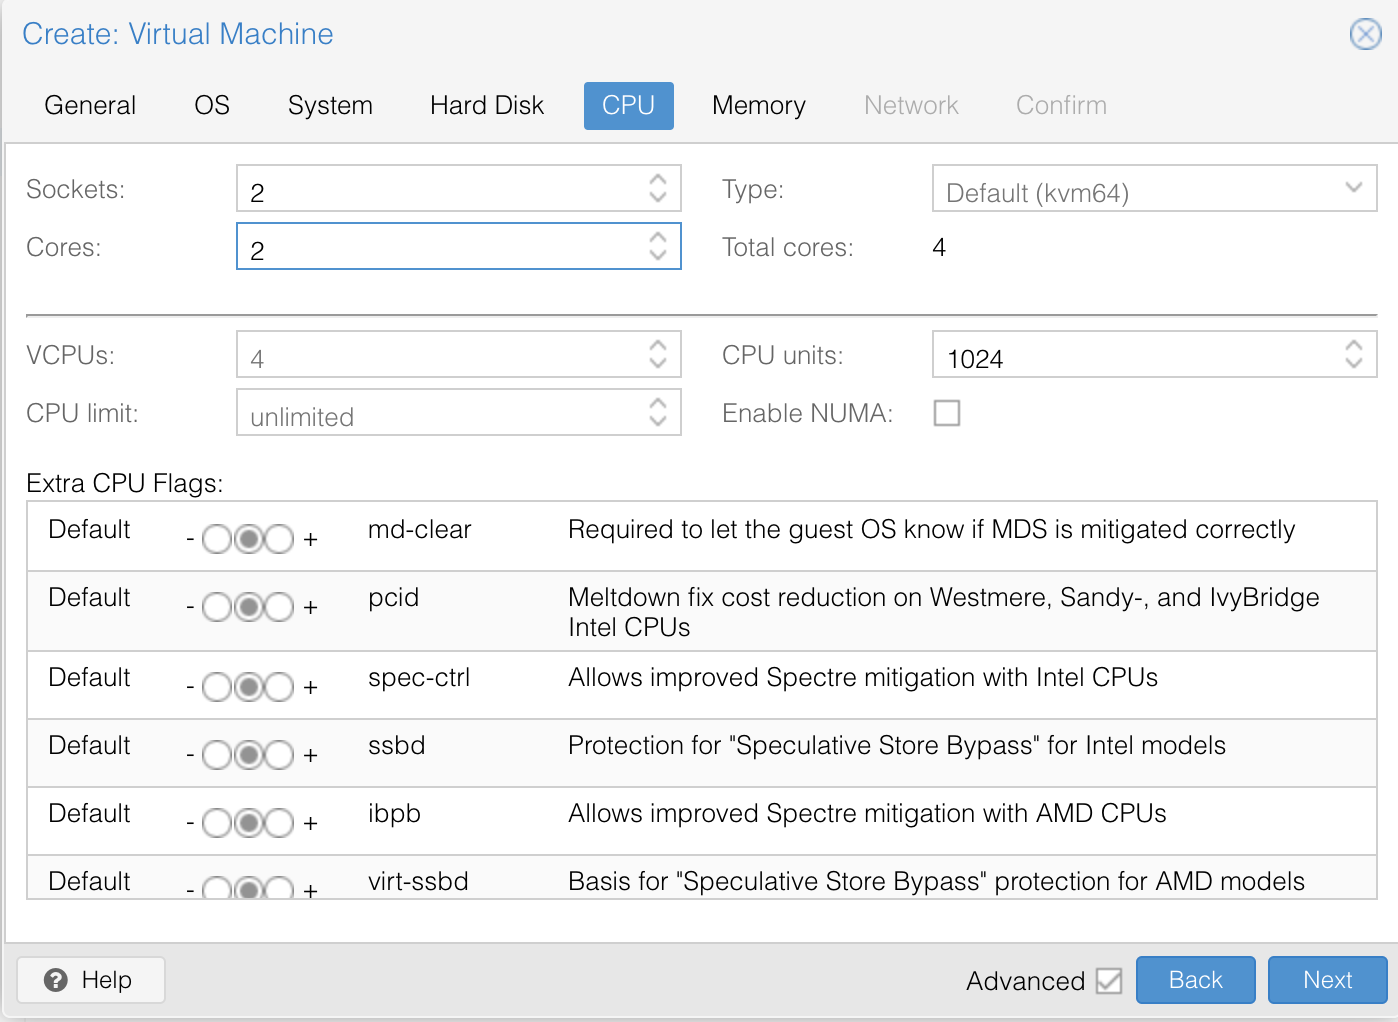 Create: Virtual Machine
General OS System Hard Disk CPU Memory Network Confirm
Sockets: 2 Type: Default (kvm64)
Cores: 2 Total cores: 4
VCPUs: 4 CPU units: 1024
CPU limit: unlimited Enable NUMA:
Extra CPU Flags:
Default - + md-clear Required to let the guest OS know if MDS is mitigated correctly
Default - + pcid Meltdown fix cost reduction on Westmere, Sandy-, and IvyBridge
Intel CPUs
Default - + spec-ctrl Allows improved Spectre mitigation with Intel CPUs
Default - + ssbd Protection for "Speculative Store Bypass" for Intel models
Default - + ibpb Allows improved Spectre mitigation with AMD CPUs
Default - + virt-ssbd Basis for "Speculative Store Bypass" protection for AMD models
? Help Advanced Back Next